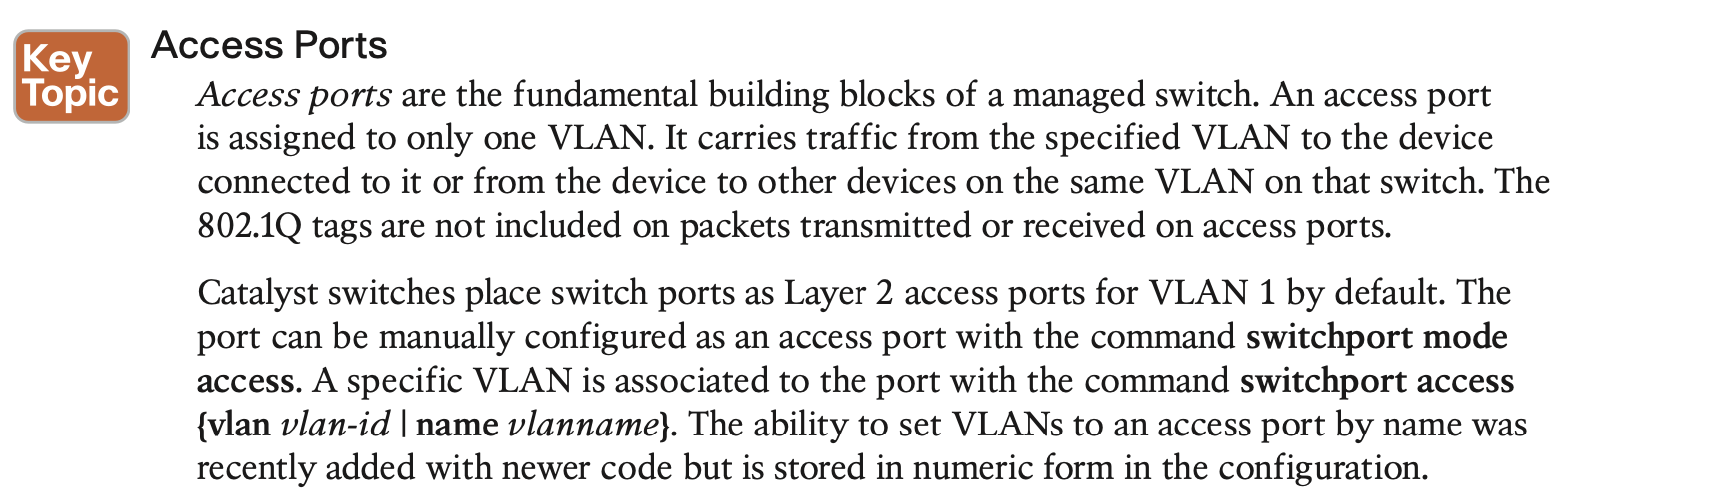 Key
Topic
Access Ports
Access ports are the fundamental building blocks of a managed switch. An access port
is assigned to only one VLAN. It carries traffic from the specified VLAN to the device
connected to it or from the device to other devices on the same VLAN on that switch. The
802.1Q tags are not included on packets transmitted or received on access ports.
Catalyst switches place switch ports as Layer 2 access ports for VLAN 1 by default. The
port can be manually configured as an access port with the command switchport mode
access. A specific VLAN is associated to the port with the command switchport access
{vlan vlan-id | name vlanname}. The ability to set VLANs to an access port by name was
recently added with newer code but is stored in numeric form in the configuration.